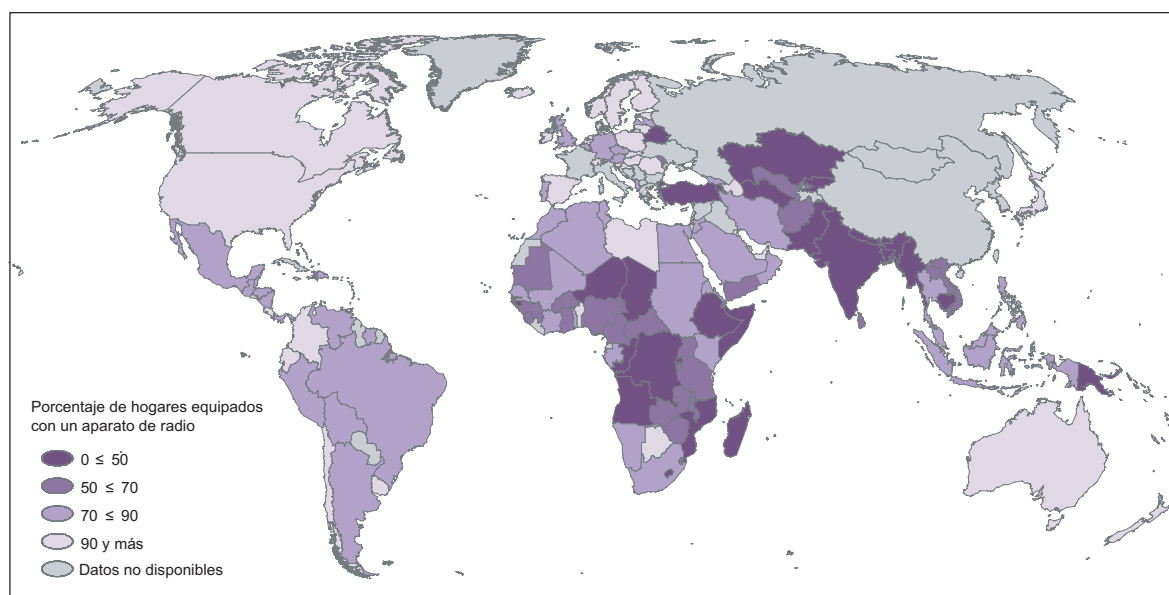 Porcentaje de hogares equipados
con un aparato de radio
0 ≤ 50
50 ≤ 70
70 ≤ 90
90 y más
Datos no disponibles